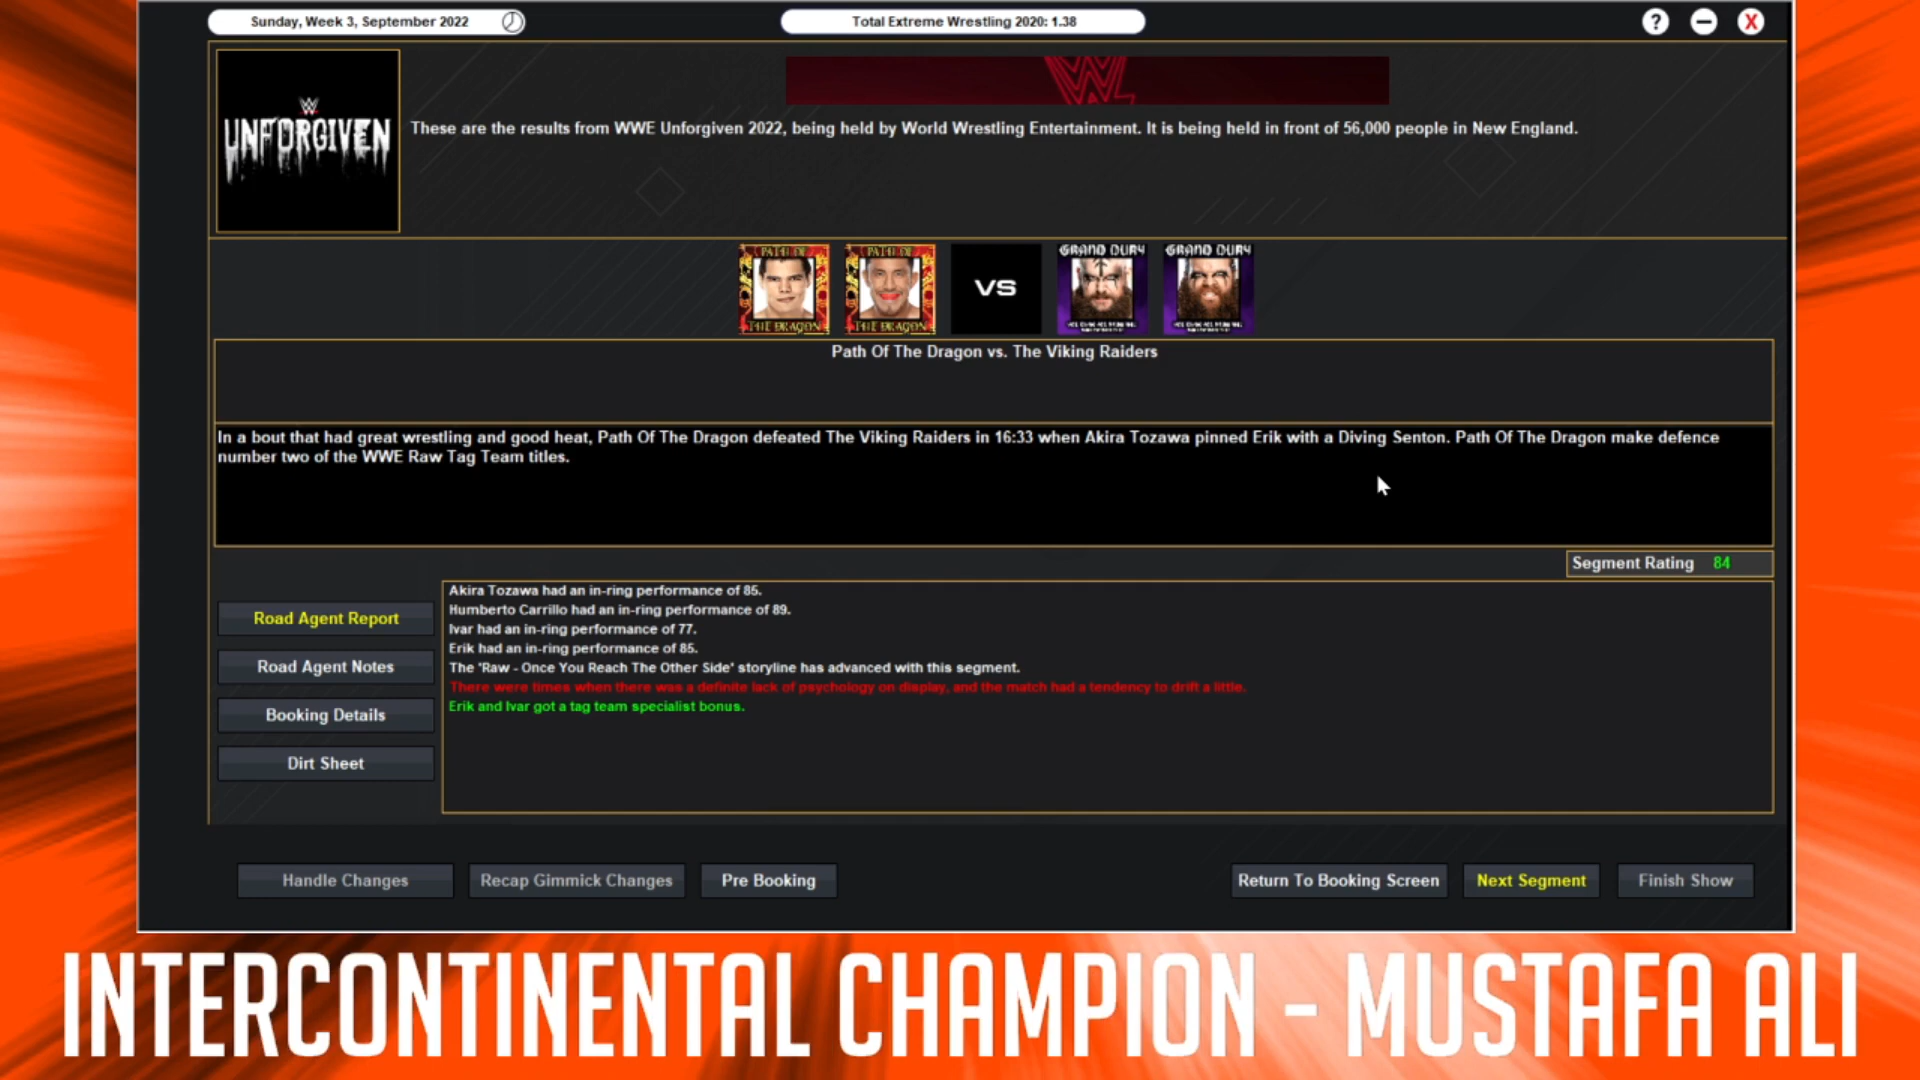 Sunday, Week 3, September 2022
Total Extreme Wrestling 2020: 1.38
?
X
W
UNFORGIVEN
These are the results from WWE Unforgiven 2022, being held by World Wrestling Entertainment. It is being held in front of 56,000 people in New England.
PATH OF
THE DRAGON
PATH OF
THE DRAGON
VS
Path Of The Dragon vs. The Viking Raiders
In a bout that had great wrestling and good heat, Path Of The Dragon defeated The Viking Raiders in 16:33 when Akira Tozawa pinned Erik with a Diving Senton. Path Of The Dragon make defence
number two of the WWE Raw Tag Team titles.
Segment Rating 84
Akira Tozawa had an in-ring performance of 85.
Humberto Carrillo had an in-ring performance of 89.
Ivar had an in-ring performance of 77.
Erik had an in-ring performance of 85.
The 'Raw - Once You Reach The Other Side' storyline has advanced with this segment.
There were times when there was a definite lack of psychology on display, and the match had a tendency to drift a little.
Erik and Ivar got a tag team specialist bonus.
Road Agent Report
Road Agent Notes
Booking Details
Dirt Sheet
Handle Changes
Recap Gimmick Changes
Pre Booking
Return To Booking Screen
Next Segment
Finish Show
INTERCONTINENTAL CHAMPION - MUSTAFA ALI